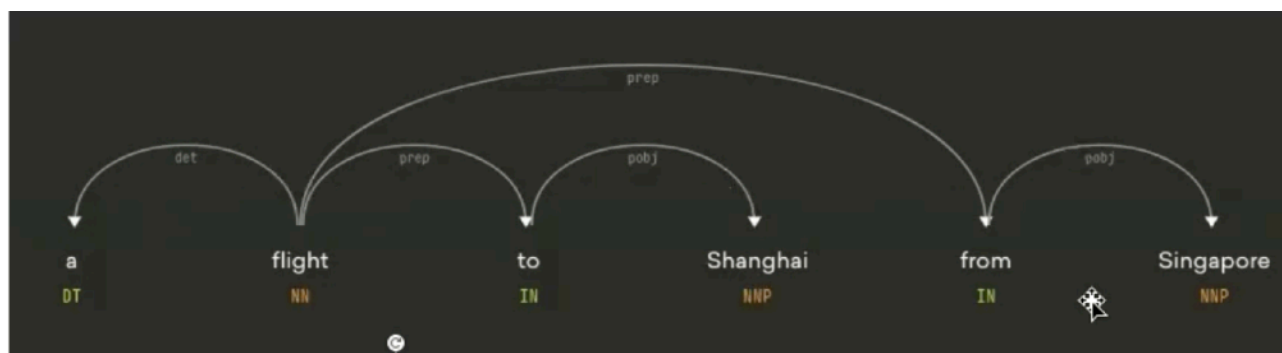 prep
det prep pobj pobj
a flight to Shanghai from Singapore
DT NN IN NNP IN NNP